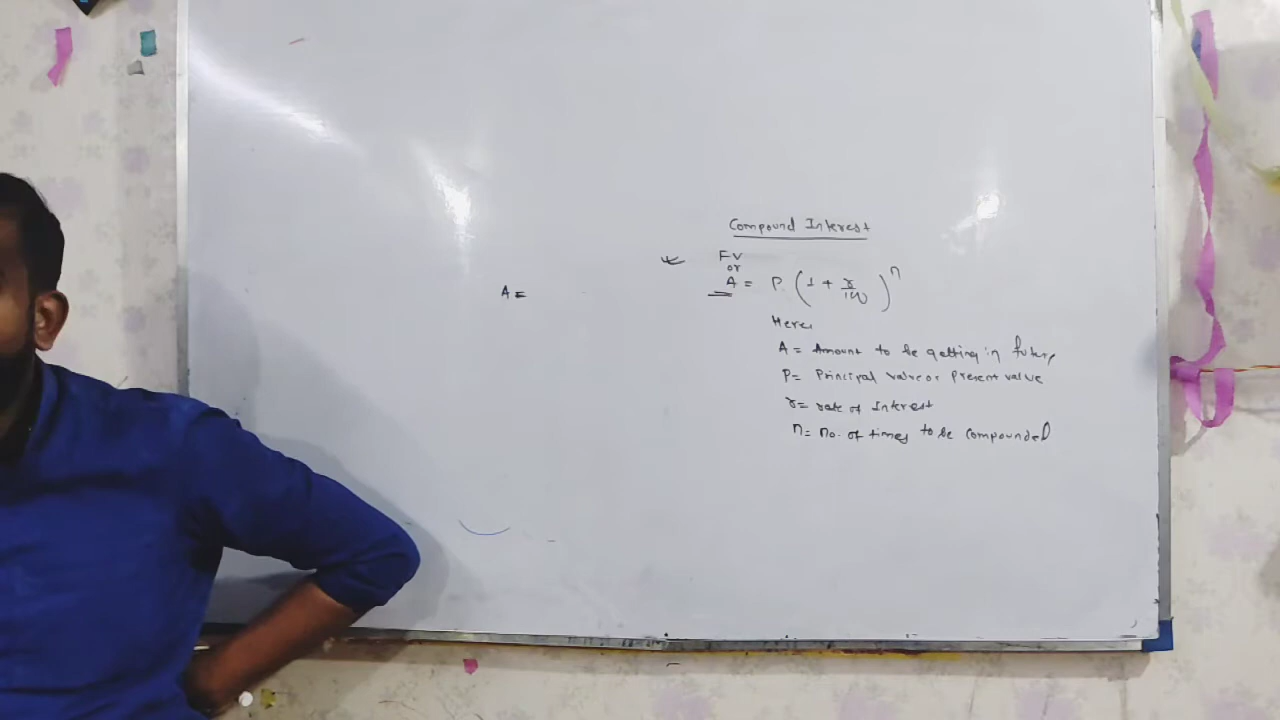 Compound Interest
FV
or
A = P. (1 + r/100)^n
A =
Here,
A = Amount to be getting in future
P = Principal value or Present value
r = rate of Interest
n = no. of times to be compounded